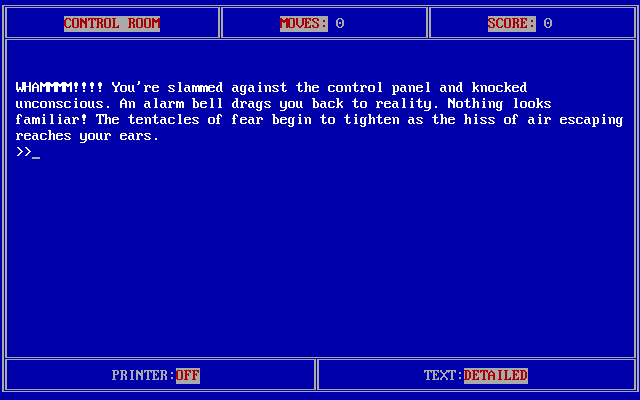 CONTROL ROOM MOVES: 0 SCORE: 0
WHAMMMM!!!! You're slammed against the control panel and knocked
unconscious. An alarm bell drags you back to reality. Nothing looks
familiar! The tentacles of fear begin to tighten as the hiss of air escaping
reaches your ears.
>>_
PRINTER:OFF TEXT:DETAILED